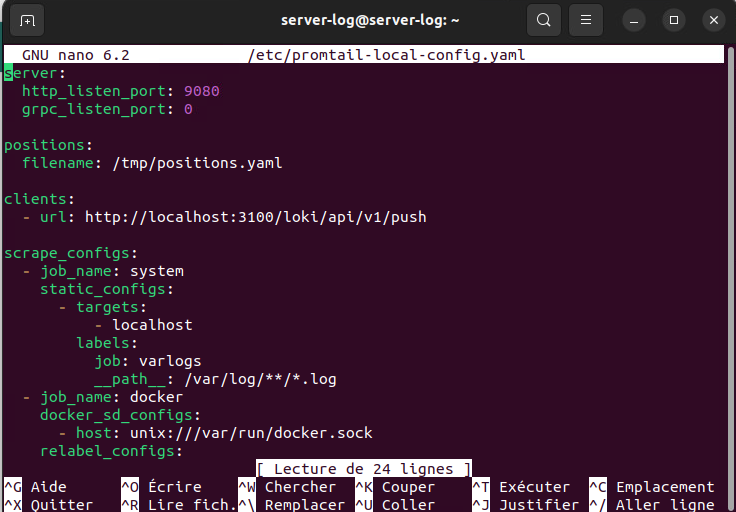 server-log@server-log: ~
GNU nano 6.2 /etc/promtail-local-config.yaml
server:
  http_listen_port: 9080
  grpc_listen_port: 0

positions:
  filename: /tmp/positions.yaml

clients:
  - url: http://localhost:3100/loki/api/v1/push

scrape_configs:
  - job_name: system
    static_configs:
      - targets:
          - localhost
        labels:
          job: varlogs
          __path__: /var/log/**/*.log
  - job_name: docker
    docker_sd_configs:
      - host: unix:///var/run/docker.sock
    relabel_configs:
[ Lecture de 24 lignes ]
^G Aide ^O Écrire ^W Chercher ^K Couper ^T Exécuter ^C Emplacement
^X Quitter ^R Lire fich. ^\ Remplacer ^U Coller ^J Justifier ^/ Aller ligne